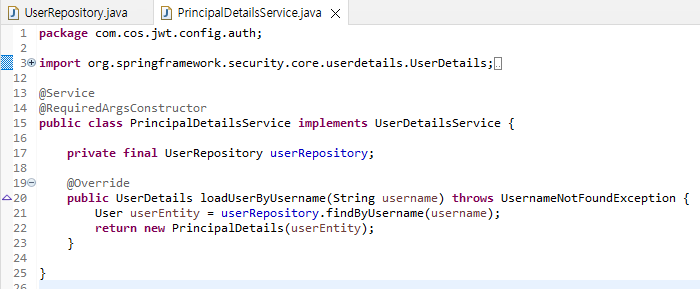 UserRepository.java PrincipalDetailsService.java
1 package com.cos.jwt.config.auth;
2
3 import org.springframework.security.core.userdetails.UserDetails;
12
13 @Service
14 @RequiredArgsConstructor
15 public class PrincipalDetailsService implements UserDetailsService {
16
17     private final UserRepository userRepository;
18
19     @Override
20     public UserDetails loadUserByUsername(String username) throws UsernameNotFoundException {
21         User userEntity = userRepository.findByUsername(username);
22         return new PrincipalDetails(userEntity);
23     }
24
25 }
26